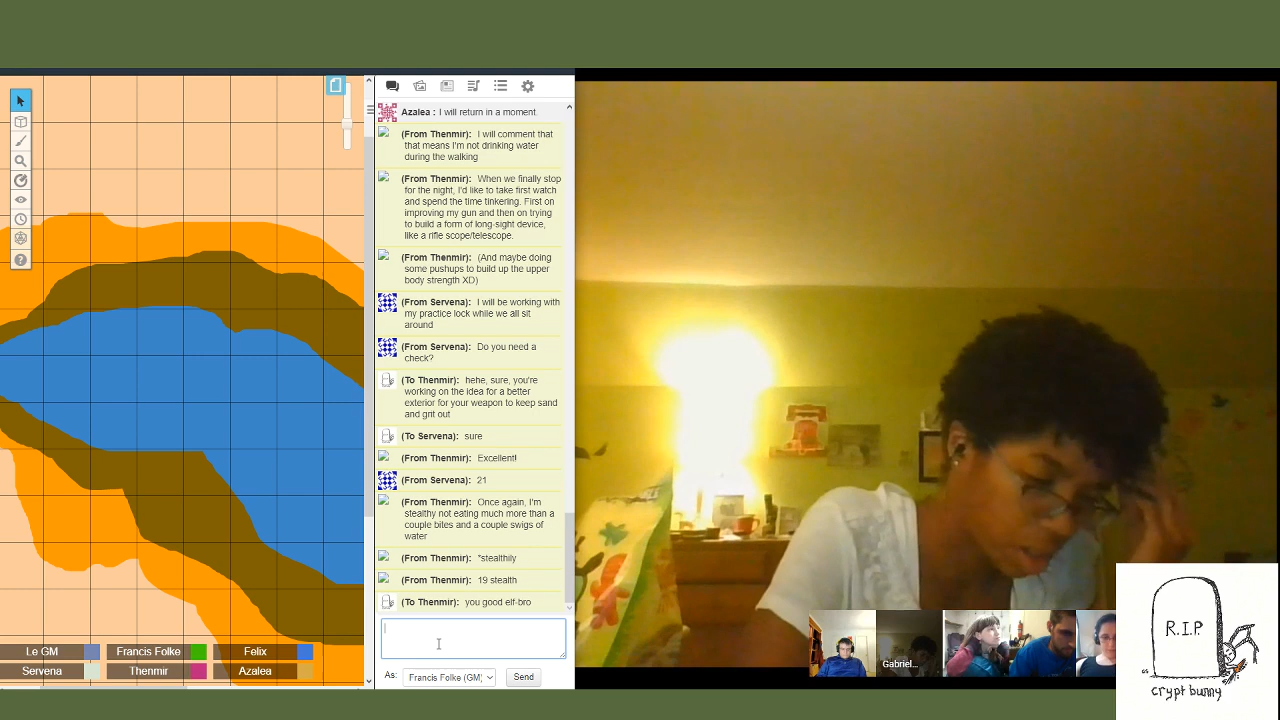 Azalea : I will return in a moment.
(From Thenmir): I will comment that
that means I'm not drinking water
during the walking
(From Thenmir): When we finally stop
for the night, I'd like to take first watch
and spend the time tinkering. First on
improving my gun and then on trying
to build a form of long-sight device,
like a rifle scope/telescope.
(From Thenmir): (And maybe doing
some pushups to build up the upper
body strength XD)
(From Servena): I will be working with
my practice lock while we all sit
around
(From Servena): Do you need a
check?
(To Thenmir): hehe, sure, you're
working on the idea for a better
exterior for your weapon to keep sand
and grit out
(To Servena): sure
(From Thenmir): Excellent!
(From Servena): 21
(From Thenmir): Once again, I'm
stealthy not eating much more than a
couple bites and a couple swigs of
water
(From Thenmir): *stealthily
(From Thenmir): 19 stealth
(To Thenmir): you good elf-bro
As: Francis Folke (GM) Send
Le GM Francis Folke Felix
Servena Thenmir Azalea
Gabriel...
R.I.P.
crypt bunny